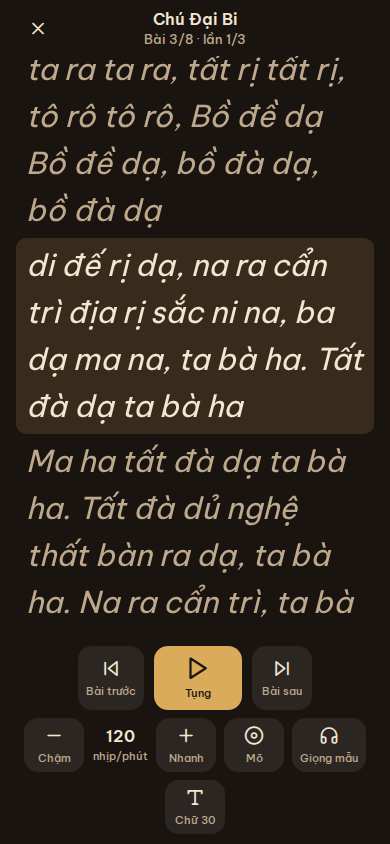 Chú Đại Bi
Bài 3/8 · lần 1/3
ta ra ta ra, tất rị tất rị,
tô rô tô rô, Bồ đề dạ
Bồ đề dạ, bồ đà dạ,
bồ đà dạ
di đế rị dạ, na ra cẩn
trì địa rị sắc ni na, ba
dạ ma na, ta bà ha. Tất
đà dạ ta bà ha
Ma ha tất đà dạ ta bà
ha. Tất đà dủ nghệ
thất bàn ra dạ, ta bà
ha. Na ra cẩn trì, ta bà
Bài trước
Tụng
Bài sau
Chậm
120
nhịp/phút
Nhanh
Mõ
Giọng mẫu
Chữ 30